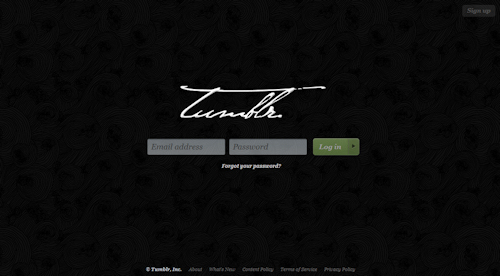 Sign up
tumblr.
Email address Password Log in
Forgot your password?
© Tumblr, Inc. About What's New Content Policy Terms of Service Privacy Policy